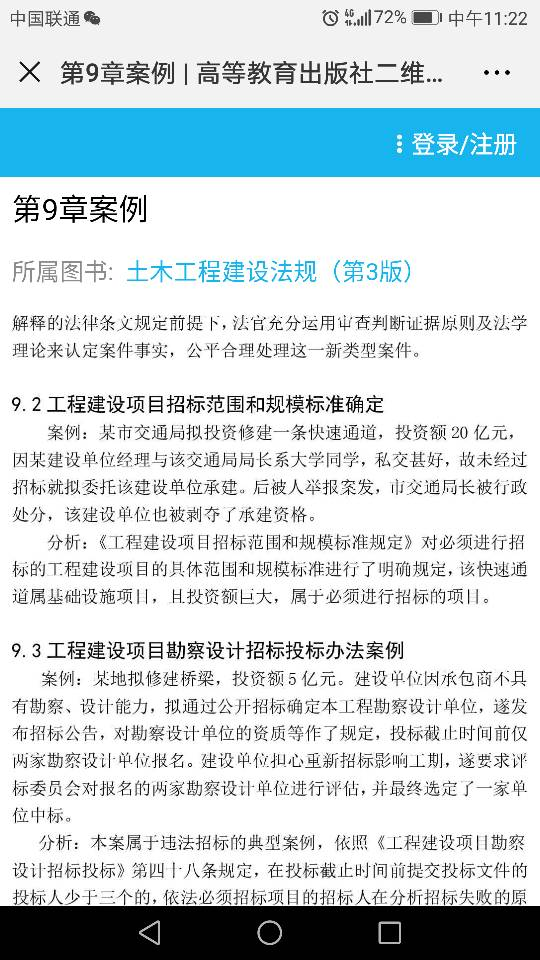 中国联通 4G 72% 中午11:22
第9章案例 | 高等教育出版社二维...
登录/注册
第9章案例
所属图书: 土木工程建设法规（第3版）
解释的法律条文规定前提下，法官充分运用审查判断证据原则及法学
理论来认定案件事实，公平合理处理这一新类型案件。
9.2 工程建设项目招标范围和规模标准确定
案例：某市交通局拟投资修建一条快速通道，投资额 20 亿元，
因某建设单位经理与该交通局局长系大学同学，私交甚好，故未经过
招标就拟委托该建设单位承建。后被人举报案发，市交通局长被行政
处分，该建设单位也被剥夺了承建资格。
分析：《工程建设项目招标范围和规模标准规定》对必须进行招
标的工程建设项目的具体范围和规模标准进行了明确规定，该快速通
道属基础设施项目，且投资额巨大，属于必须进行招标的项目。
9.3 工程建设项目勘察设计招标投标办法案例
案例：某地拟修建桥梁，投资额 5 亿元。建设单位因承包商不具
有勘察、设计能力，拟通过公开招标确定本工程勘察设计单位，遂发
布招标公告，对勘察设计单位的资质等作了规定，投标截止时间前仅
两家勘察设计单位报名。建设单位担心重新招标影响工期，遂要求评
标委员会对报名的两家勘察设计单位进行评估，并最终选定了一家单
位中标。
分析：本案属于违法招标的典型案例，依照《工程建设项目勘察
设计招标投标》第四十八条规定，在投标截止时间前提交投标文件的
投标人少于三个的，依法必须招标项目的招标人在分析招标失败的原